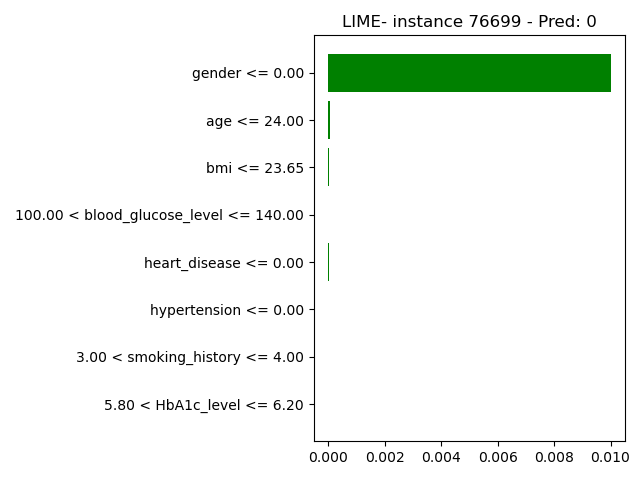 LIME- instance 76699 - Pred: 0
gender <= 0.00
age <= 24.00
bmi <= 23.65
100.00 < blood_glucose_level <= 140.00
heart_disease <= 0.00
hypertension <= 0.00
3.00 < smoking_history <= 4.00
5.80 < HbA1c_level <= 6.20
0.000 0.002 0.004 0.006 0.008 0.010